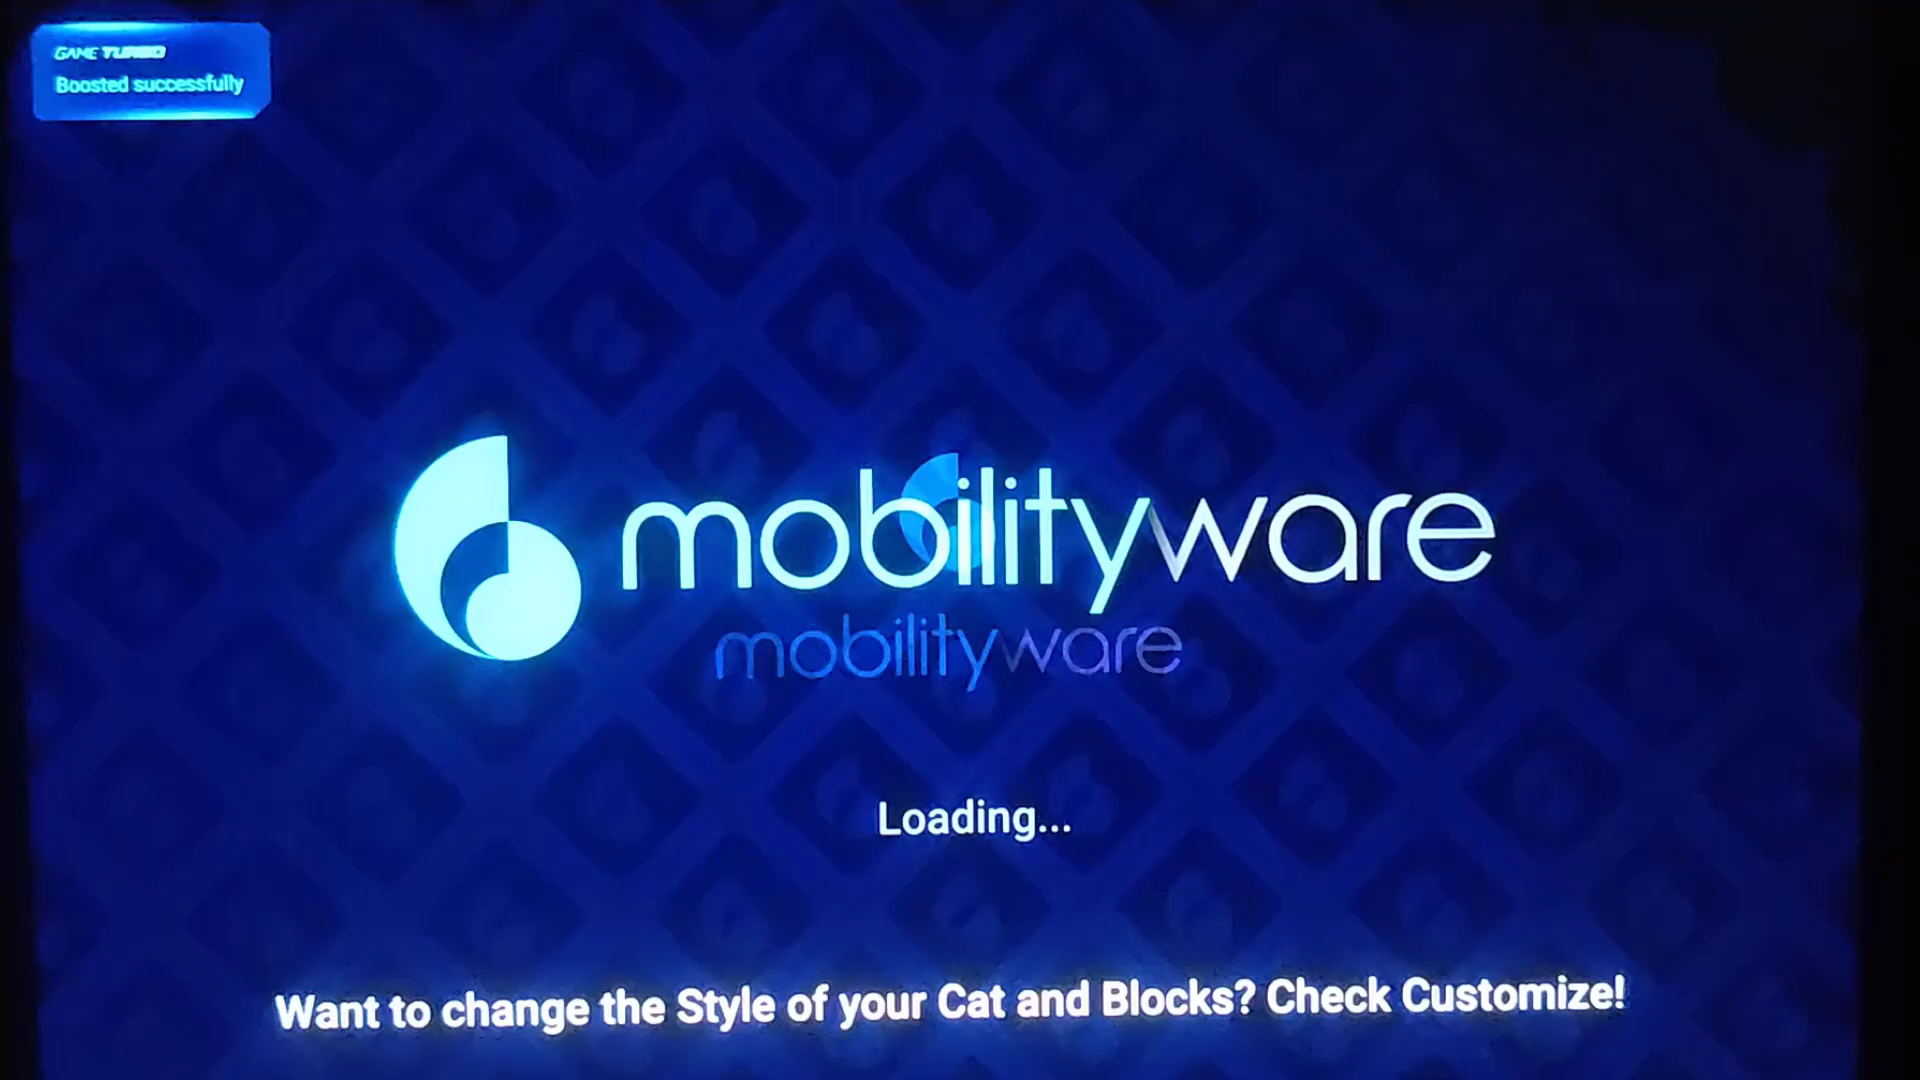 GAME TURBO
Boosted successfully
mobilityware
mobilityware
Loading...
Want to change the Style of your Cat and Blocks? Check Customize!